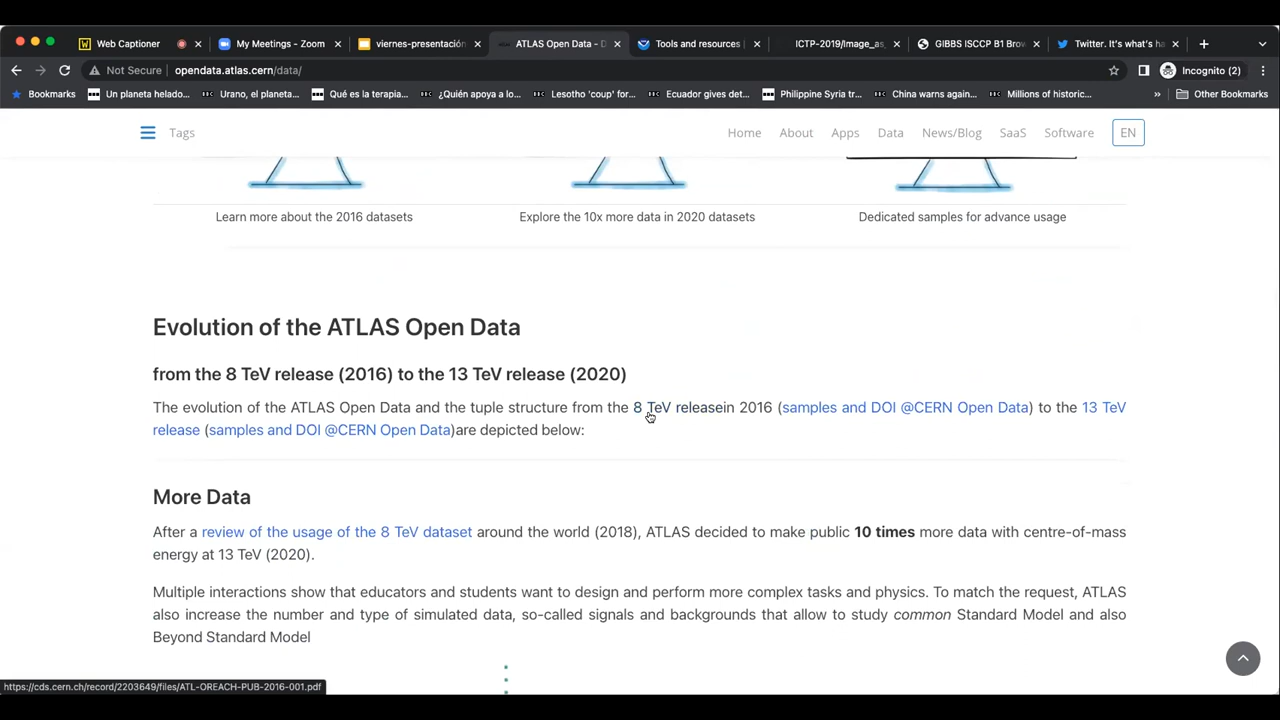 Web Captioner
My Meetings - Zoom
viernes-presentación
ATLAS Open Data - D
Tools and resources |
ICTP-2019/Image_as_
GIBBS ISCCP B1 Brow
Twitter. It's what's ha
Not Secure | opendata.atlas.cern/data/
Incognito (2)
Bookmarks
Un planeta helado...
Urano, el planeta...
Qué es la terapia...
¿Quién apoya a lo...
Lesotho 'coup' for...
Ecuador gives det...
Philippine Syria tr...
China warns again...
Millions of historic...
»
Other Bookmarks
Tags
Home
About
Apps
Data
News/Blog
SaaS
Software
EN
Learn more about the 2016 datasets
Explore the 10x more data in 2020 datasets
Dedicated samples for advance usage
Evolution of the ATLAS Open Data
from the 8 TeV release (2016) to the 13 TeV release (2020)
The evolution of the ATLAS Open Data and the tuple structure from the 8 TeV releasein 2016 (samples and DOI @CERN Open Data) to the 13 TeV
release (samples and DOI @CERN Open Data)are depicted below:
More Data
After a review of the usage of the 8 TeV dataset around the world (2018), ATLAS decided to make public 10 times more data with centre-of-mass
energy at 13 TeV (2020).
Multiple interactions show that educators and students want to design and perform more complex tasks and physics. To match the request, ATLAS
also increase the number and type of simulated data, so-called signals and backgrounds that allow to study common Standard Model and also
Beyond Standard Model
https://cds.cern.ch/record/2203649/files/ATL-OREACH-PUB-2016-001.pdf